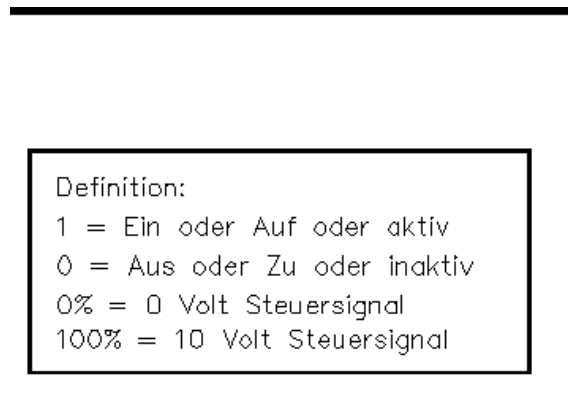 Definition:
1 = Ein oder Auf oder aktiv
0 = Aus oder Zu oder inaktiv
0% = 0 Volt Steuersignal
100% = 10 Volt Steuersignal